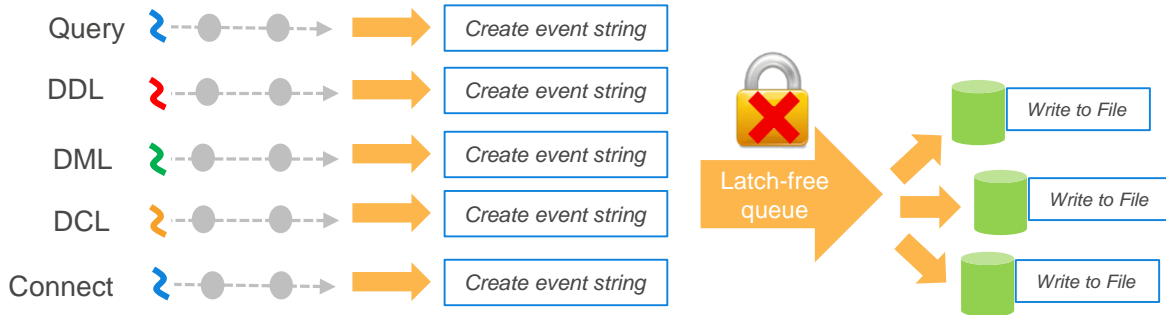 Query
Create event string
DDL
Create event string
DML
Create event string
DCL
Create event string
Connect
Create event string
Latch-free
queue
Write to File
Write to File
Write to File